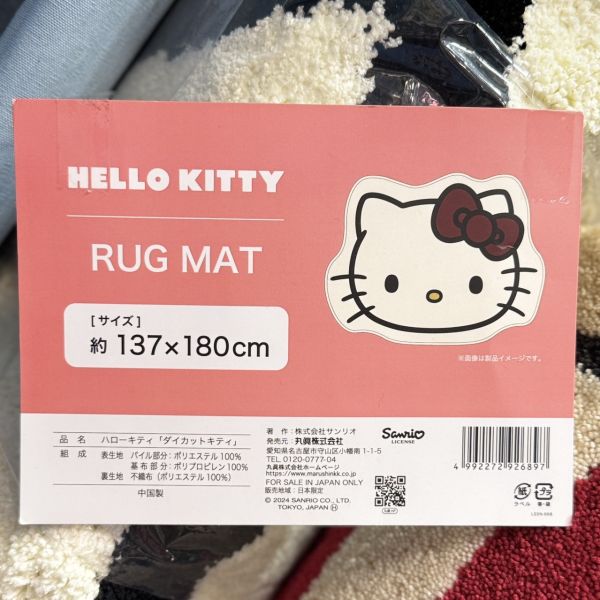 HELLO KITTY
RUG MAT
[サイズ]
約 137×180cm
※画像は製品イメージです。
品 名 ハローキティ「ダイカットキティ」
組 成 表生地 パイル部分：ポリエステル100%
基布部分：ポリプロピレン100%
裏生地 不織布（ポリエステル100%）
中国製
著 作：株式会社サンリオ
発売元：丸眞株式会社
愛知県名古屋市守山区小幡南 1-1-5
TEL 0120-0777-04
丸眞株式会社ホームページ
https://www.marushinkk.co.jp
FOR SALE IN JAPAN ONLY
販売地域：日本限定
© 2024 SANRIO CO., LTD.
TOKYO, JAPAN Ⓗ
Sanrio
LICENSE
4 992272 926897
紙
ラベル
プラ